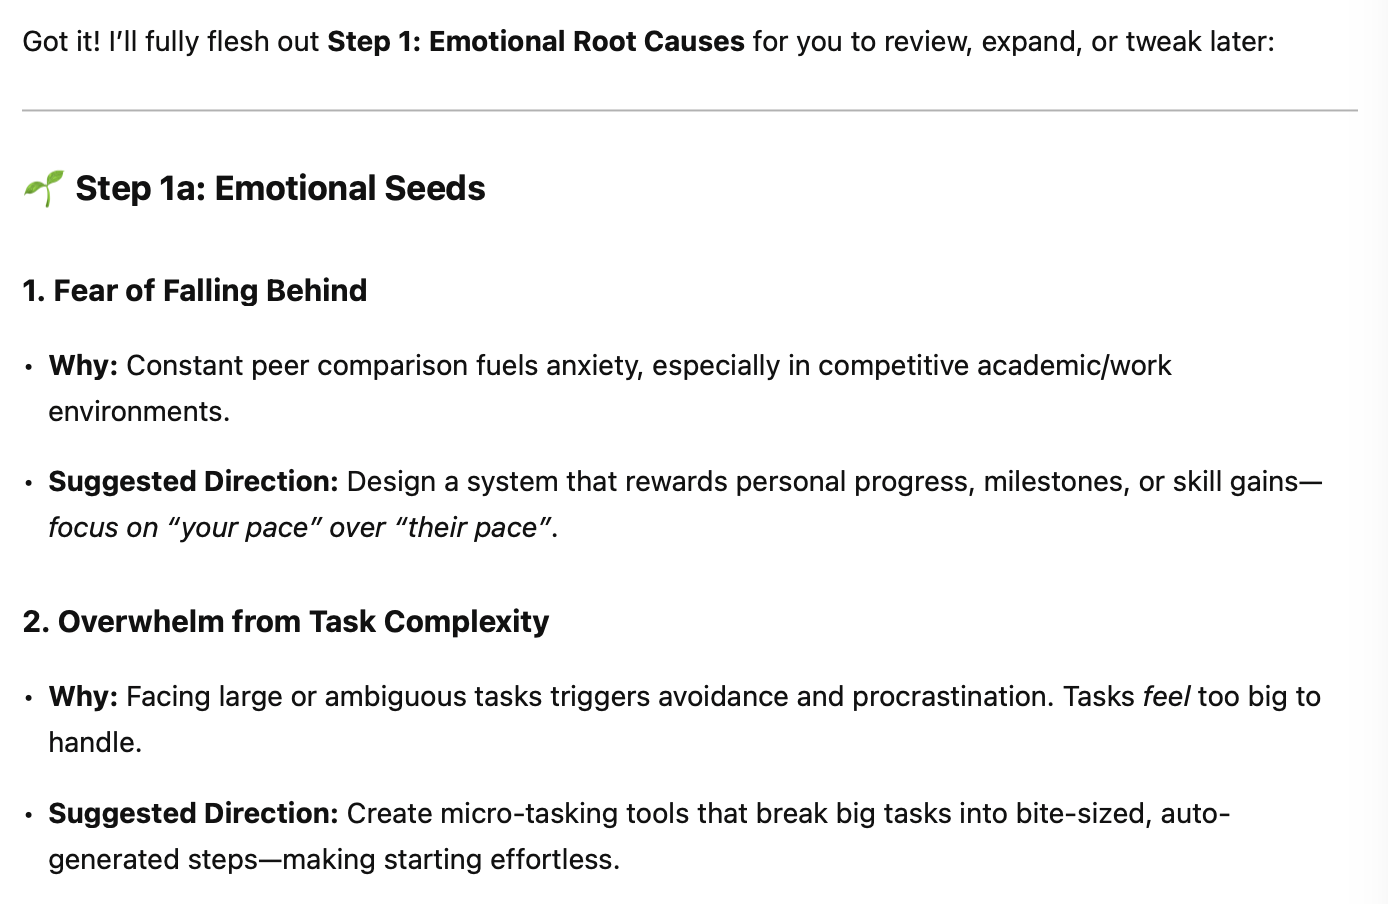 Got it! I’ll fully flesh out Step 1: Emotional Root Causes for you to review, expand, or tweak later:
🌱 Step 1a: Emotional Seeds
1. Fear of Falling Behind
• Why: Constant peer comparison fuels anxiety, especially in competitive academic/work
environments.
• Suggested Direction: Design a system that rewards personal progress, milestones, or skill gains—
focus on “your pace” over “their pace”.
2. Overwhelm from Task Complexity
• Why: Facing large or ambiguous tasks triggers avoidance and procrastination. Tasks feel too big to
handle.
• Suggested Direction: Create micro-tasking tools that break big tasks into bite-sized, auto-
generated steps—making starting effortless.